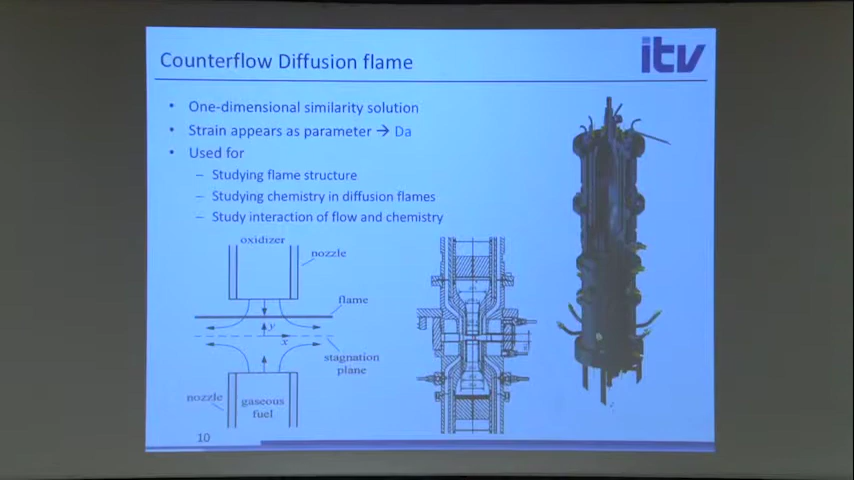 Counterflow Diffusion flame
itv
• One-dimensional similarity solution
• Strain appears as parameter → Da
• Used for
– Studying flame structure
– Studying chemistry in diffusion flames
– Study interaction of flow and chemistry
oxidizer
nozzle
flame
y
x
stagnation
plane
nozzle
gaseous
fuel
10